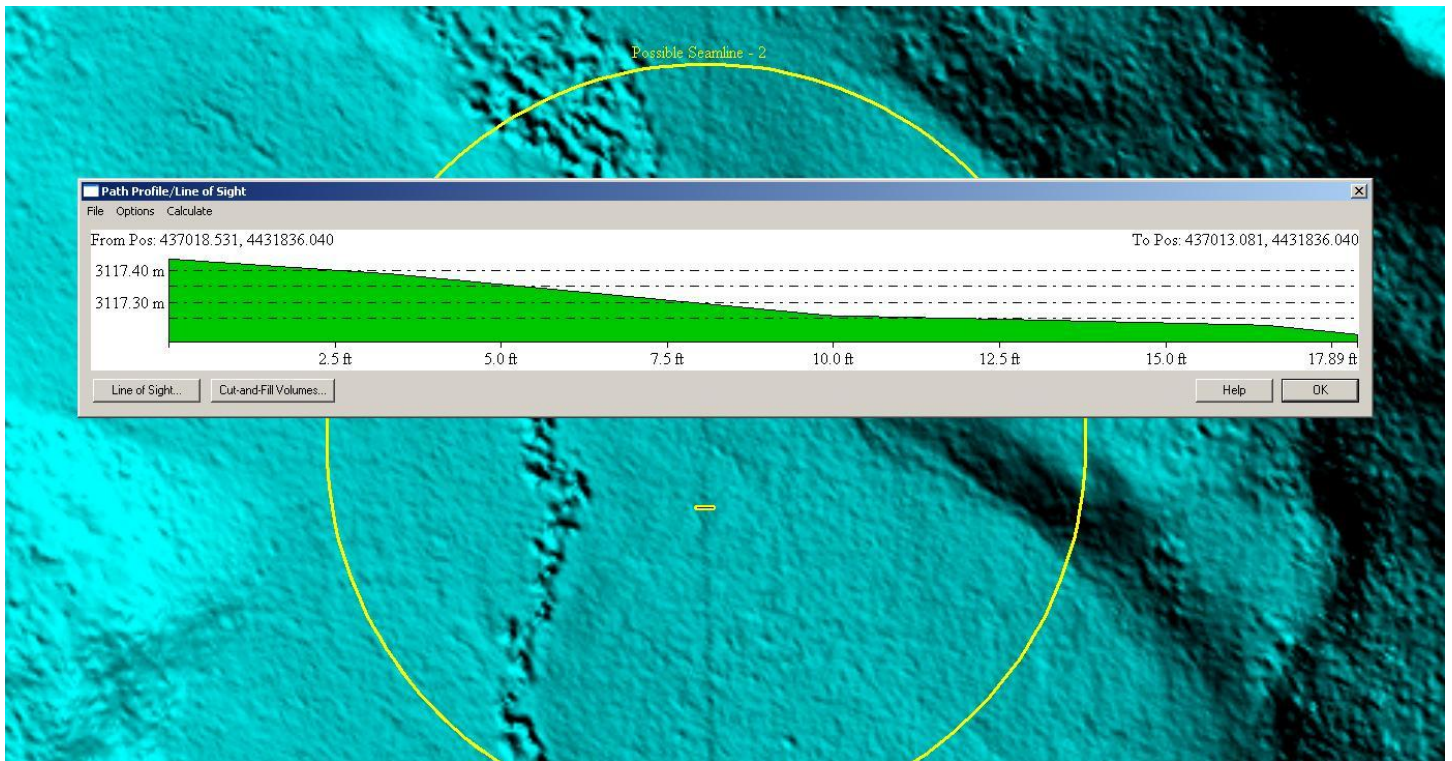 Possible Seamline - 2
Path Profile/Line of Sight
File Options Calculate
From Pos: 437018.531, 4431836.040 To Pos: 437013.081, 4431836.040
3117.40 m
3117.30 m
2.5 ft 5.0 ft 7.5 ft 10.0 ft 12.5 ft 15.0 ft 17.89 ft
Line of Sight... Cut-and-Fill Volumes... Help OK